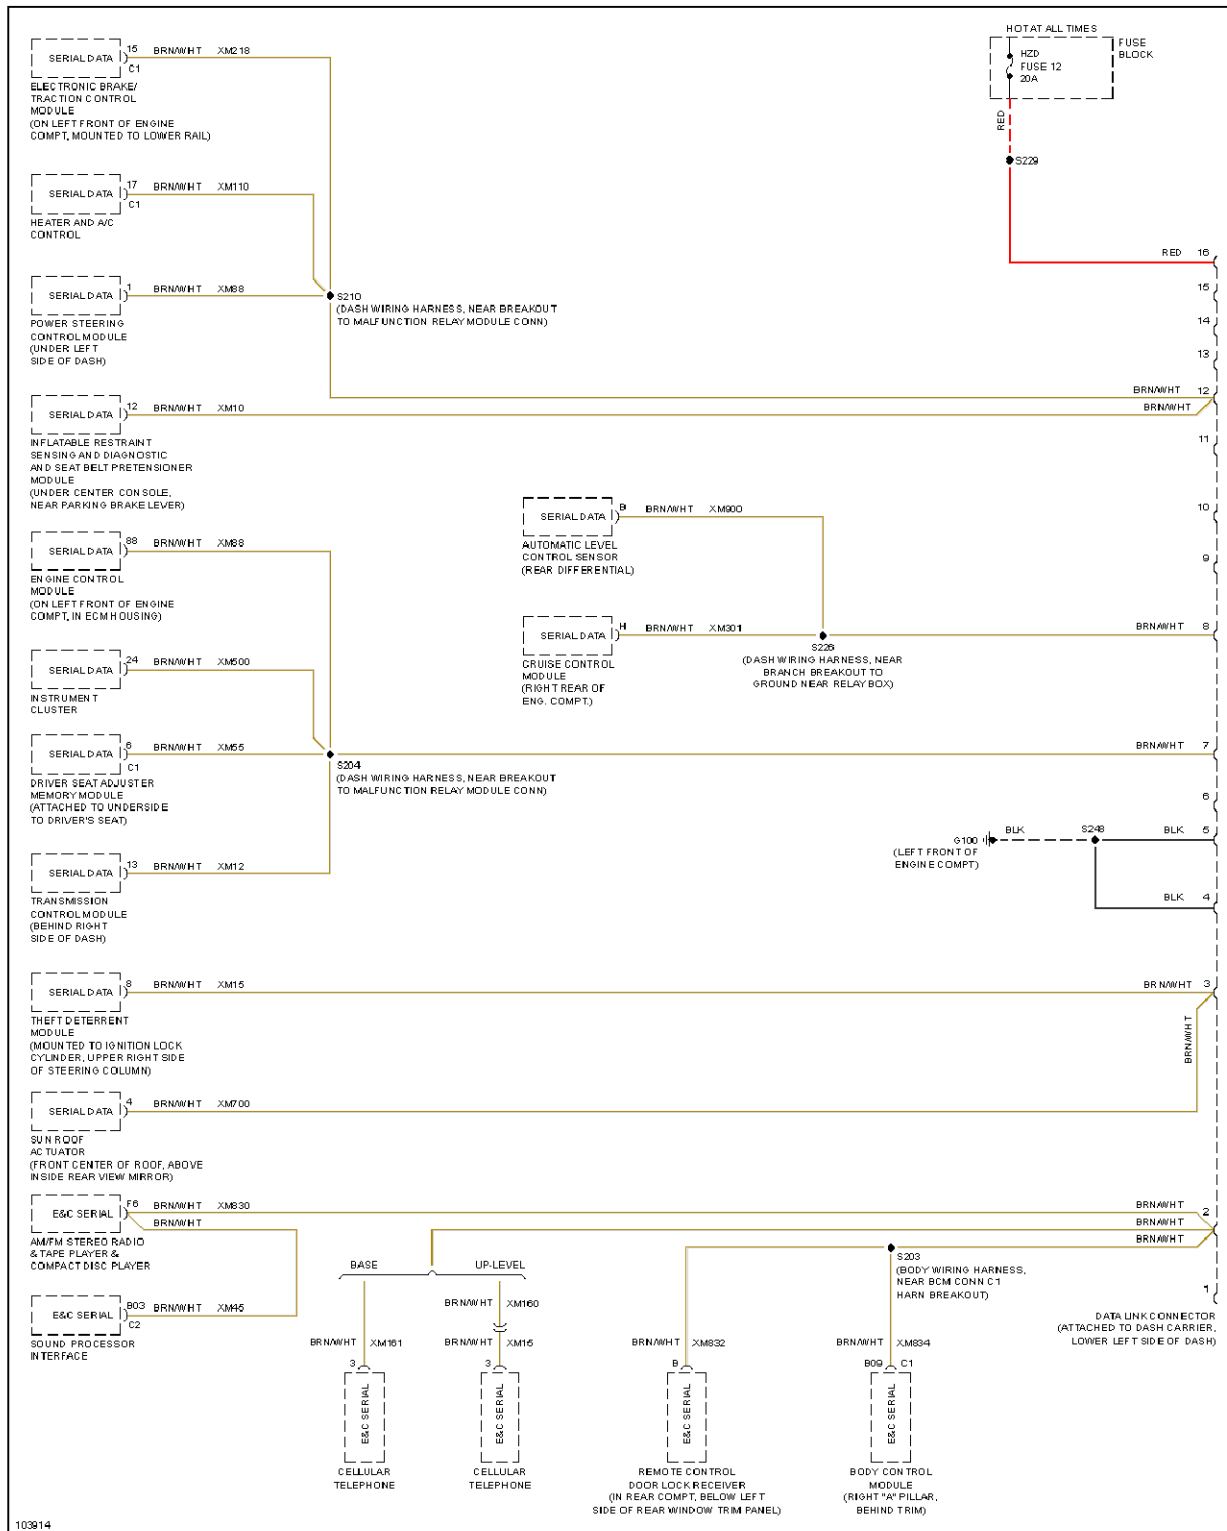 HOT AT ALL TIMES
HZD
FUSE 12
20A
FUSE
BLOCK
RED
S229
RED 16
15
14
13
BRN/WHT 12
BRN/WHT
11
10
9
BRN/WHT 8
BRN/WHT 7
6
BLK 5
BLK 4
BRN/WHT 3
BRN/WHT
BRN/WHT 2
BRN/WHT
BRN/WHT
1
DATA LINK CONNECTOR
(ATTACHED TO DASH CARRIER,
LOWER LEFT SIDE OF DASH)
SERIAL DATA
15 BRN/WHT XM218
C1
ELECTRONIC BRAKE/
TRACTION CONTROL
MODULE
(ON LEFT FRONT OF ENGINE
COMPT, MOUNTED TO LOWER RAIL)
SERIAL DATA
17 BRN/WHT XM110
C1
HEATER AND A/C
CONTROL
SERIAL DATA
1 BRN/WHT XM88
POWER STEERING
CONTROL MODULE
(UNDER LEFT
SIDE OF DASH)
S210
(DASH WIRING HARNESS, NEAR BREAKOUT
TO MALFUNCTION RELAY MODULE CONN)
SERIAL DATA
12 BRN/WHT XM10
INFLATABLE RESTRAINT
SENSING AND DIAGNOSTIC
AND SEAT BELT PRETENSIONER
MODULE
(UNDER CENTER CONSOLE,
NEAR PARKING BRAKE LEVER)
SERIAL DATA
B BRN/WHT XM900
AUTOMATIC LEVEL
CONTROL SENSOR
(REAR DIFFERENTIAL)
SERIAL DATA
88 BRN/WHT XM88
ENGINE CONTROL
MODULE
(ON LEFT FRONT OF ENGINE
COMPT, IN ECM HOUSING)
SERIAL DATA
H BRN/WHT XM301
CRUISE CONTROL
MODULE
(RIGHT REAR OF
ENG. COMPT.)
S226
(DASH WIRING HARNESS, NEAR
BRANCH BREAKOUT TO
GROUND NEAR RELAY BOX)
SERIAL DATA
24 BRN/WHT XM500
INSTRUMENT
CLUSTER
SERIAL DATA
6 BRN/WHT XM55
C1
DRIVER SEAT ADJUSTER
MEMORY MODULE
(ATTACHED TO UNDERSIDE
TO DRIVER'S SEAT)
S204
(DASH WIRING HARNESS, NEAR BREAKOUT
TO MALFUNCTION RELAY MODULE CONN)
G100
(LEFT FRONT OF
ENGINE COMPT)
BLK
S248
SERIAL DATA
13 BRN/WHT XM12
TRANSMISSION
CONTROL MODULE
(BEHIND RIGHT
SIDE OF DASH)
SERIAL DATA
8 BRN/WHT XM15
THEFT DETERRENT
MODULE
(MOUNTED TO IGNITION LOCK
CYLINDER, UPPER RIGHT SIDE
OF STEERING COLUMN)
SERIAL DATA
4 BRN/WHT XM700
SUN ROOF
ACTUATOR
(FRONT CENTER OF ROOF, ABOVE
INSIDE REAR VIEW MIRROR)
E&C SERIAL
F6 BRN/WHT XM830
BRN/WHT
AM/FM STEREO RADIO
& TAPE PLAYER &
COMPACT DISC PLAYER
E&C SERIAL
B03 BRN/WHT XM45
C2
SOUND PROCESSOR
INTERFACE
BASE
UP-LEVEL
BRN/WHT XM160
BRN/WHT XM161
BRN/WHT XM15
3
3
E&C SERIAL
E&C SERIAL
CELLULAR
TELEPHONE
CELLULAR
TELEPHONE
S203
(BODY WIRING HARNESS,
NEAR BCM CONN C1
HARN BREAKOUT)
BRN/WHT XM832
BRN/WHT XM834
B
B09 C1
E&C SERIAL
E&C SERIAL
REMOTE CONTROL
DOOR LOCK RECEIVER
(IN REAR COMPT, BELOW LEFT
SIDE OF REAR WINDOW TRIM PANEL)
BODY CONTROL
MODULE
(RIGHT "A" PILLAR,
BEHIND TRIM)
103914